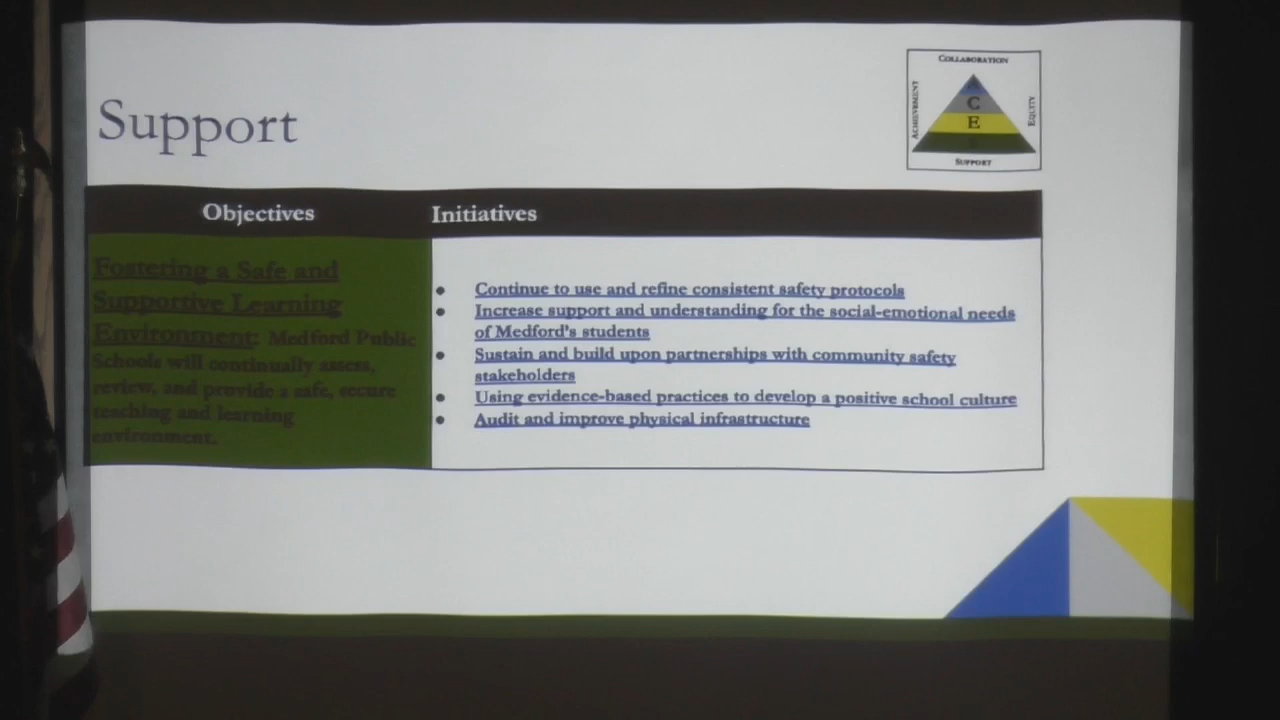 COLLABORATION
ACHIEVEMENT
C
E
EQUITY
SUPPORT
Support
Objectives
Initiatives
Fostering a Safe and
Supportive Learning
Environment: Medford Public
Schools will continually assess,
review, and provide a safe, secure
teaching and learning
environment.
• Continue to use and refine consistent safety protocols
• Increase support and understanding for the social-emotional needs
of Medford's students
• Sustain and build upon partnerships with community safety
stakeholders
• Using evidence-based practices to develop a positive school culture
• Audit and improve physical infrastructure